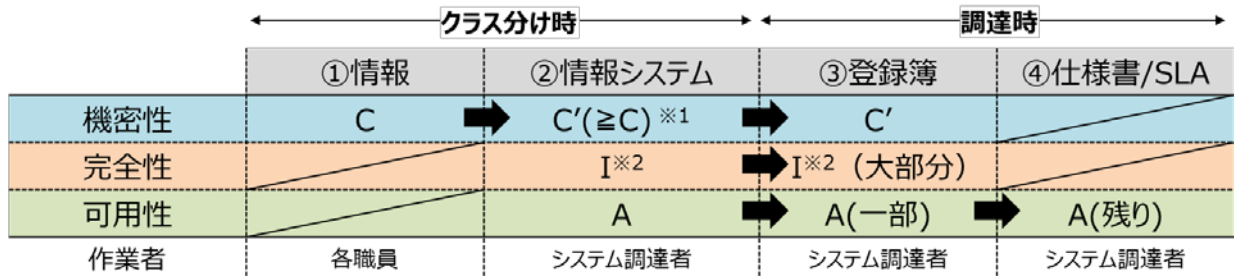 クラス分け時 調達時
①情報 ②情報システム ③登録簿 ④仕様書/SLA
機密性 C C’(≧C) ※1 C’
完全性 I※2 I※2 (大部分)
可用性 A A(一部) A(残り)
作業者 各職員 システム調達者 システム調達者 システム調達者